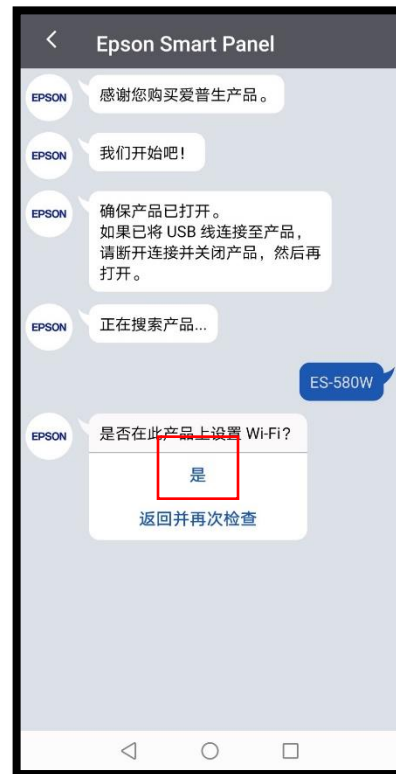 Epson Smart Panel
EPSON
感谢您购买爱普生产品。
EPSON
我们开始吧!
EPSON
确保产品已打开。
如果已将 USB 线连接至产品,
请断开连接并关闭产品，然后再
打开。
EPSON
正在搜索产品...
ES-580W
EPSON
是否在此产品上设置 Wi-Fi?
是
返回并再次检查